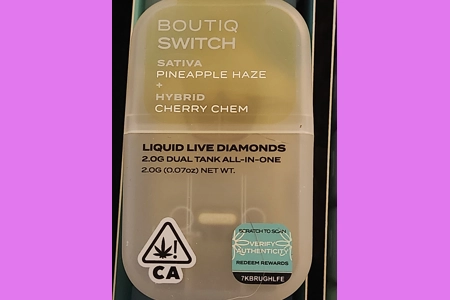 BOUTIQ
SWITCH
SATIVA
PINEAPPLE HAZE
+
HYBRID
CHERRY CHEM
LIQUID LIVE DIAMONDS
2.0G DUAL TANK ALL-IN-ONE
2.0G (0.07oz) NET WT.
!
CA
SCRATCH TO SCAN
VERIFY
AUTHENTICITY
REDEEM REWARDS
7KBRUGHLFE